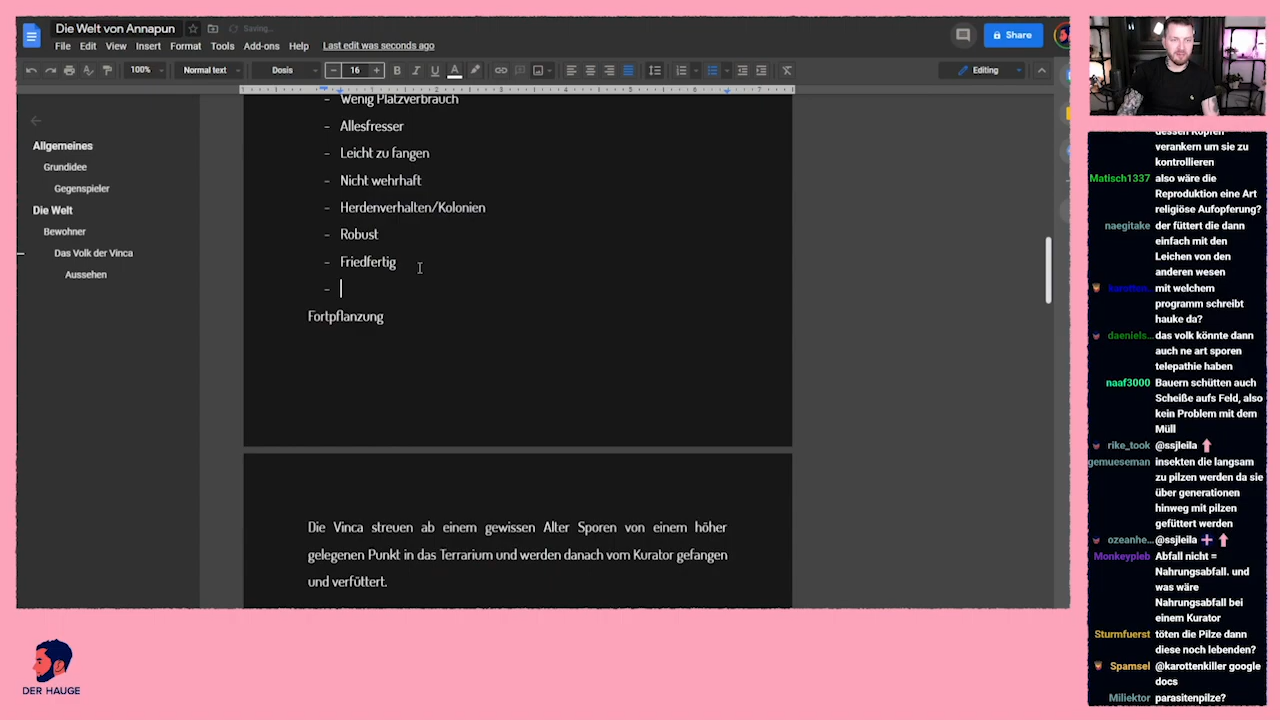 Die Welt von Annapun
Saving...
File Edit View Insert Format Tools Add-ons Help Last edit was seconds ago
Share
100% Normal text Dosis 16 Editing
Allgemeines
Grundidee
Gegenspieler
Die Welt
Bewohner
Das Volk der Vinca
Aussehen
- Wenig Platzverbrauch
- Allesfresser
- Leicht zu fangen
- Nicht wehrhaft
- Herdenverhalten/Kolonien
- Robust
- Friedfertig
-
Fortpflanzung
Die Vinca streuen ab einem gewissen Alter Sporen von einem höher
gelegenen Punkt in das Terrarium und werden danach vom Kurator gefangen
und verfüttert.
dessen Köpfen
verankern um sie zu
kontrollieren
Matisch1337 also wäre die
Reproduktion eine Art
religiöse Aufopferung?
naegitake der füttert die dann
einfach mit den
Leichen von den
anderen wesen
karotten... mit welchem
programm schreibt
hauke da?
daeniels... das volk könnte dann
auch ne art sporen
telepathie haben
naaf3000 Bauern schütten auch
Scheiße aufs Feld, also
kein Problem mit dem
Müll
rike_took @ssjleila
gemueseman insekten die langsam
zu pilzen werden da sie
über generationen
hinweg mit pilzen
gefüttert werden
ozeanhe... @ssjleila
Monkeypleb Abfall nicht =
Nahrungsabfall. und
was wäre
Nahrungsabfall bei
einem Kurator
Sturmfuerst töten die Pilze dann
diese noch lebenden?
Spamsel @karottenkiller google
docs
Miliektor parasitenpilze?
DER HAUGE